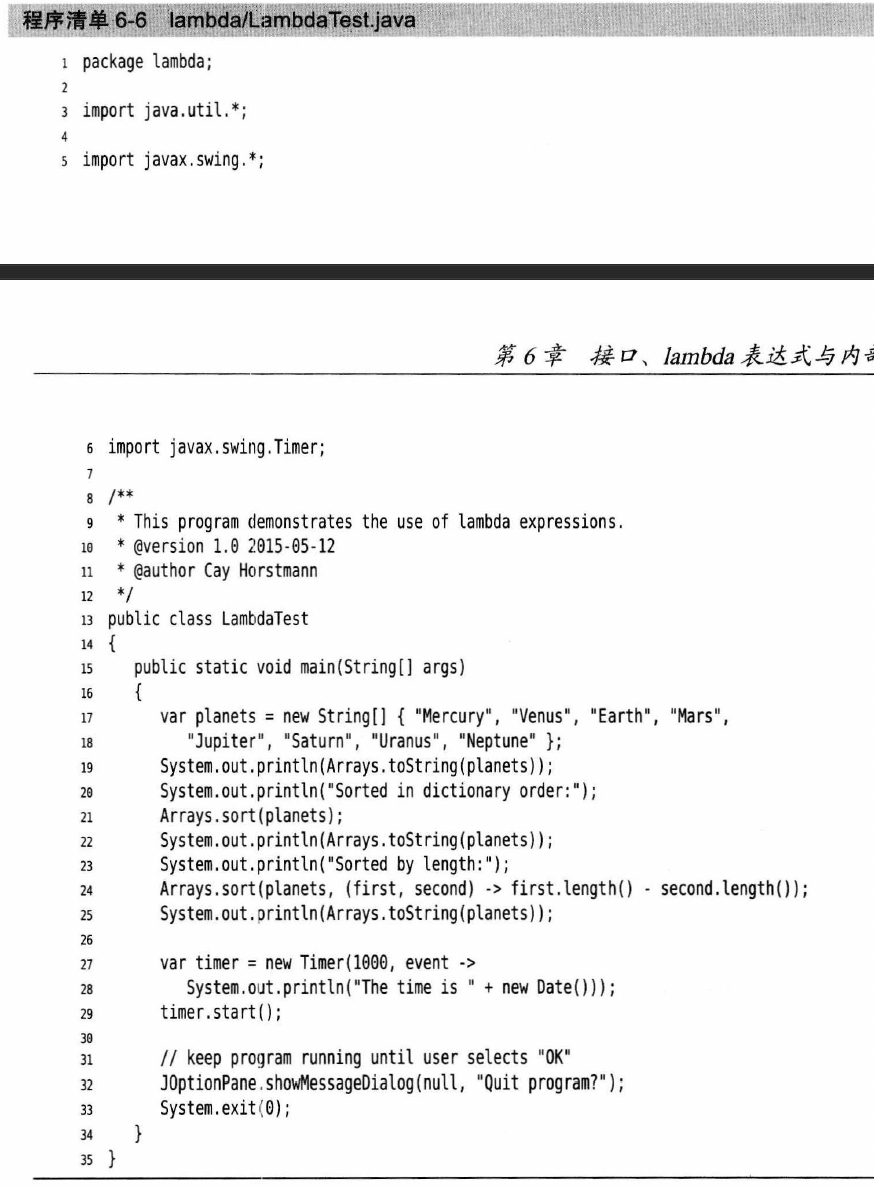 程序清单 6-6 lambda/LambdaTest.java
1 package lambda;
2
3 import java.util.*;
4
5 import javax.swing.*;
第 6 章 接口、lambda 表达式与内
6 import javax.swing.Timer;
7
8 /**
9  * This program demonstrates the use of lambda expressions.
10  * @version 1.0 2015-05-12
11  * @author Cay Horstmann
12  */
13 public class LambdaTest
14 {
15    public static void main(String[] args)
16    {
17       var planets = new String[] { "Mercury", "Venus", "Earth", "Mars",
18          "Jupiter", "Saturn", "Uranus", "Neptune" };
19       System.out.println(Arrays.toString(planets));
20       System.out.println("Sorted in dictionary order:");
21       Arrays.sort(planets);
22       System.out.println(Arrays.toString(planets));
23       System.out.println("Sorted by length:");
24       Arrays.sort(planets, (first, second) -> first.length() - second.length());
25       System.out.println(Arrays.toString(planets));
26
27       var timer = new Timer(1000, event ->
28          System.out.println("The time is " + new Date()));
29       timer.start();
30
31       // keep program running until user selects "OK"
32       JOptionPane.showMessageDialog(null, "Quit program?");
33       System.exit(0);
34    }
35 }